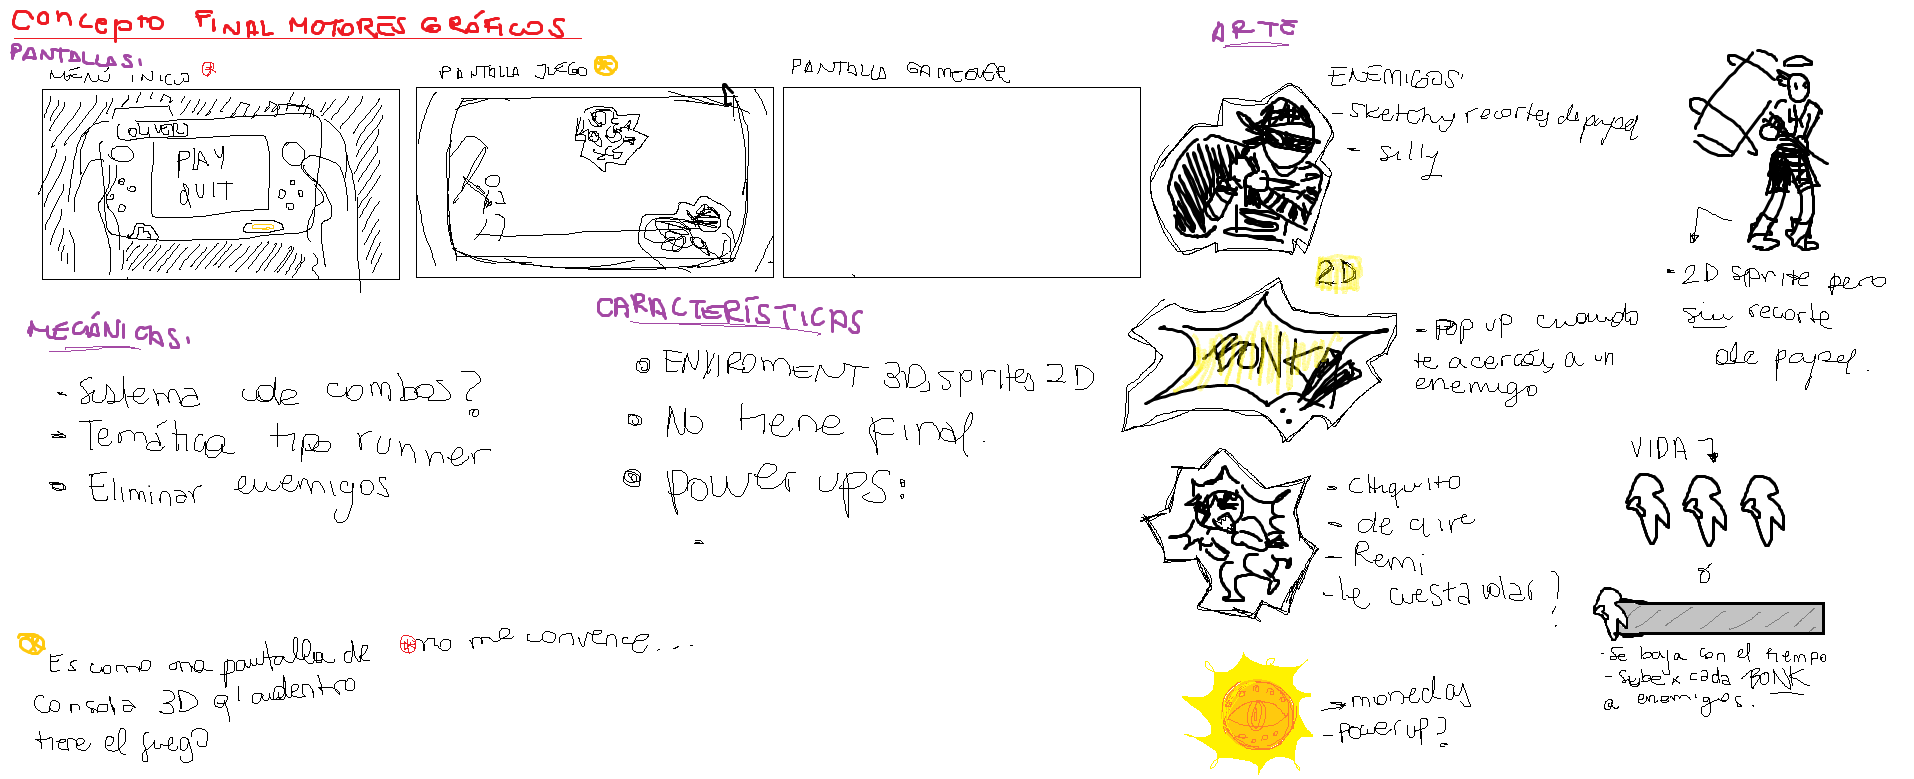 CONCEPTO FINAL MOTORES GRÁFICOS
PANTALLAS:
MENÚ INICIO
PANTALLA JUEGO
PANTALLA GAMEOVER
PLAY
QUIT
MECÁNICAS.
- Sistema de combos?
- Temática tipo runner
- Eliminar enemigos
CARACTERÍSTICAS
ENVIROMENT 3D, sprites 2D
No tiene final.
power ups:
-
Es como una pantalla de
consola 3D q' adentro
tiene el juego
no me convence...
ARTE
ENEMIGOS:
- Sketchy recortes de papel
- silly
2D
BONK
- POP UP cuando
te acercás a un
enemigo
- CHiquito
- de aire
- Remi
- le cuesta volar?
→ monedas
- power up?
- 2D sprite pero
sin recorte
de papel.
VIDA
ó
- Se baja con el tiempo
- Sube x cada BONK
a enemigos.